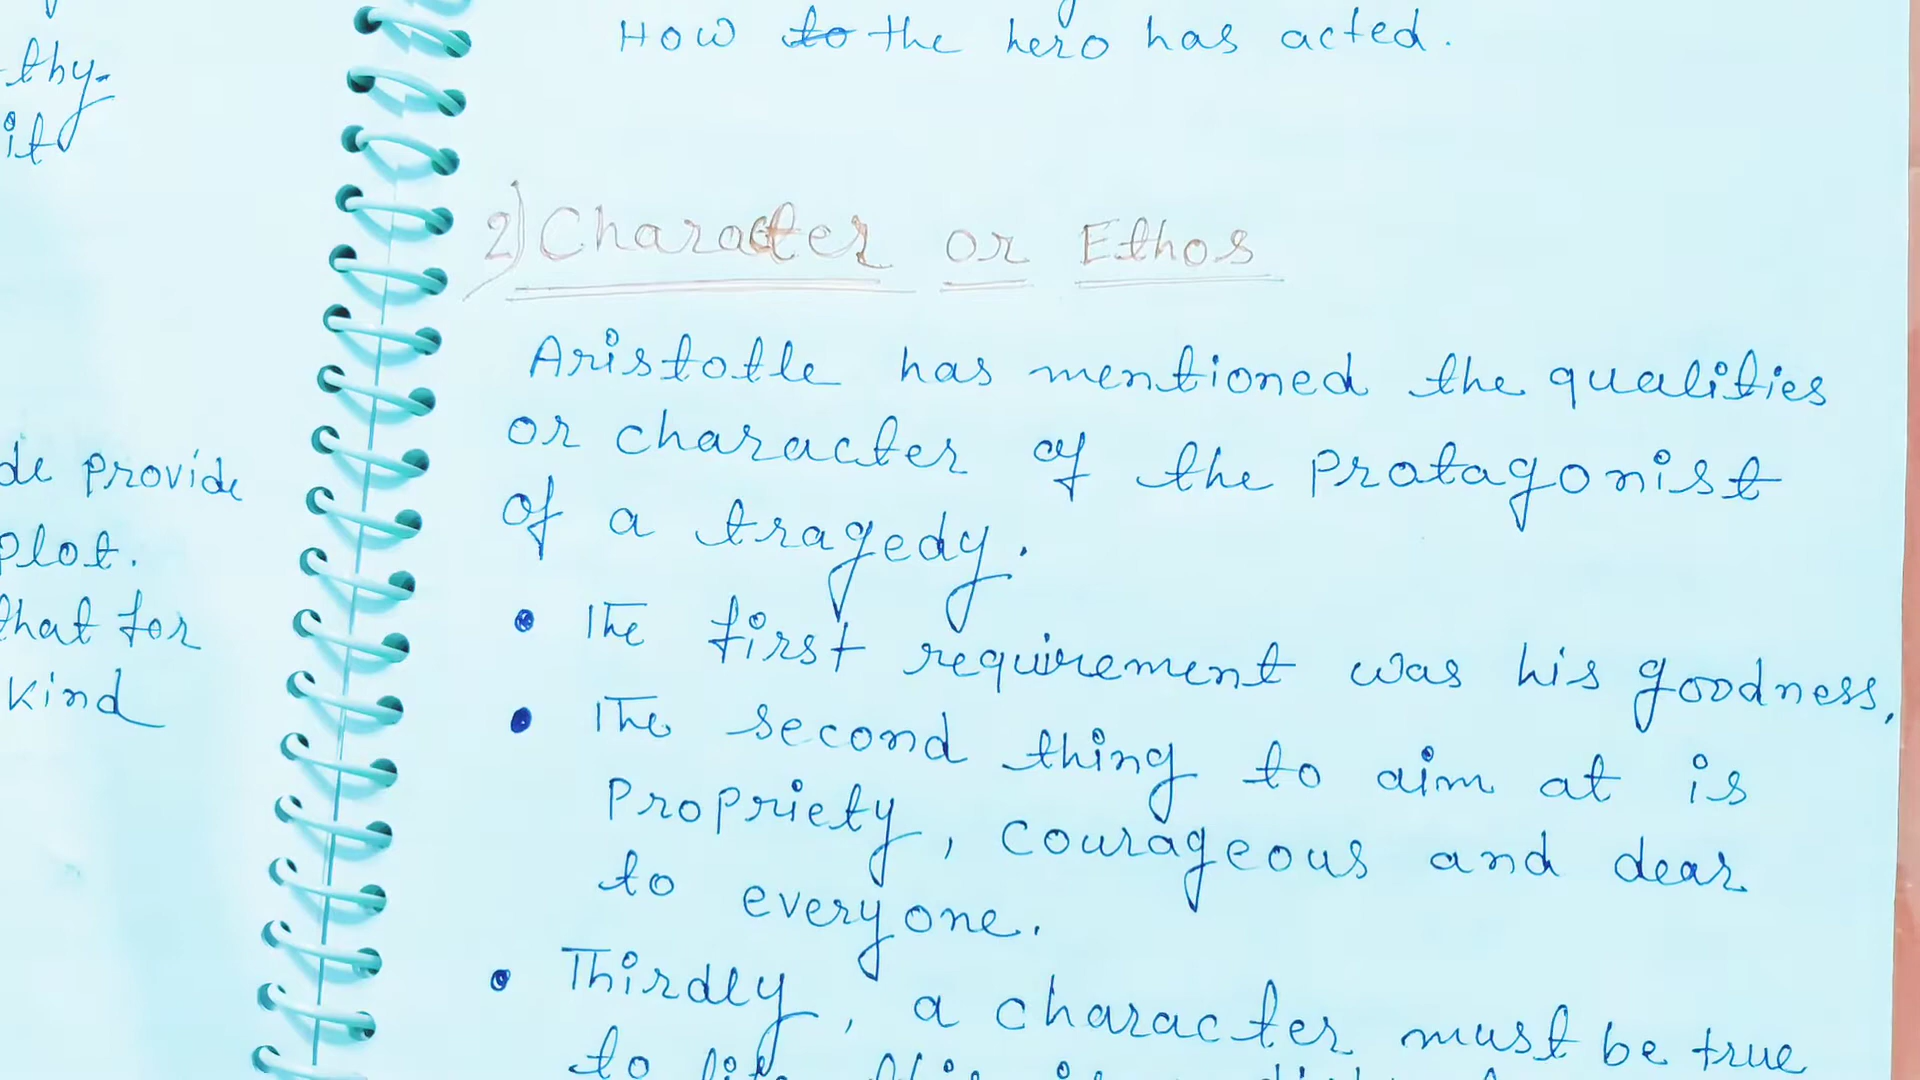 thy-
it
de provide
plot.
that for
kind
How to the hero has acted.
2) Character or Ethos
Aristotle has mentioned the qualities
or character of the Protagonist
of a tragedy.
• The first requirement was his goodness.
• The second thing to aim at is
Propriety, courageous and dear
to everyone.
• Thirdly, a character must be true
to